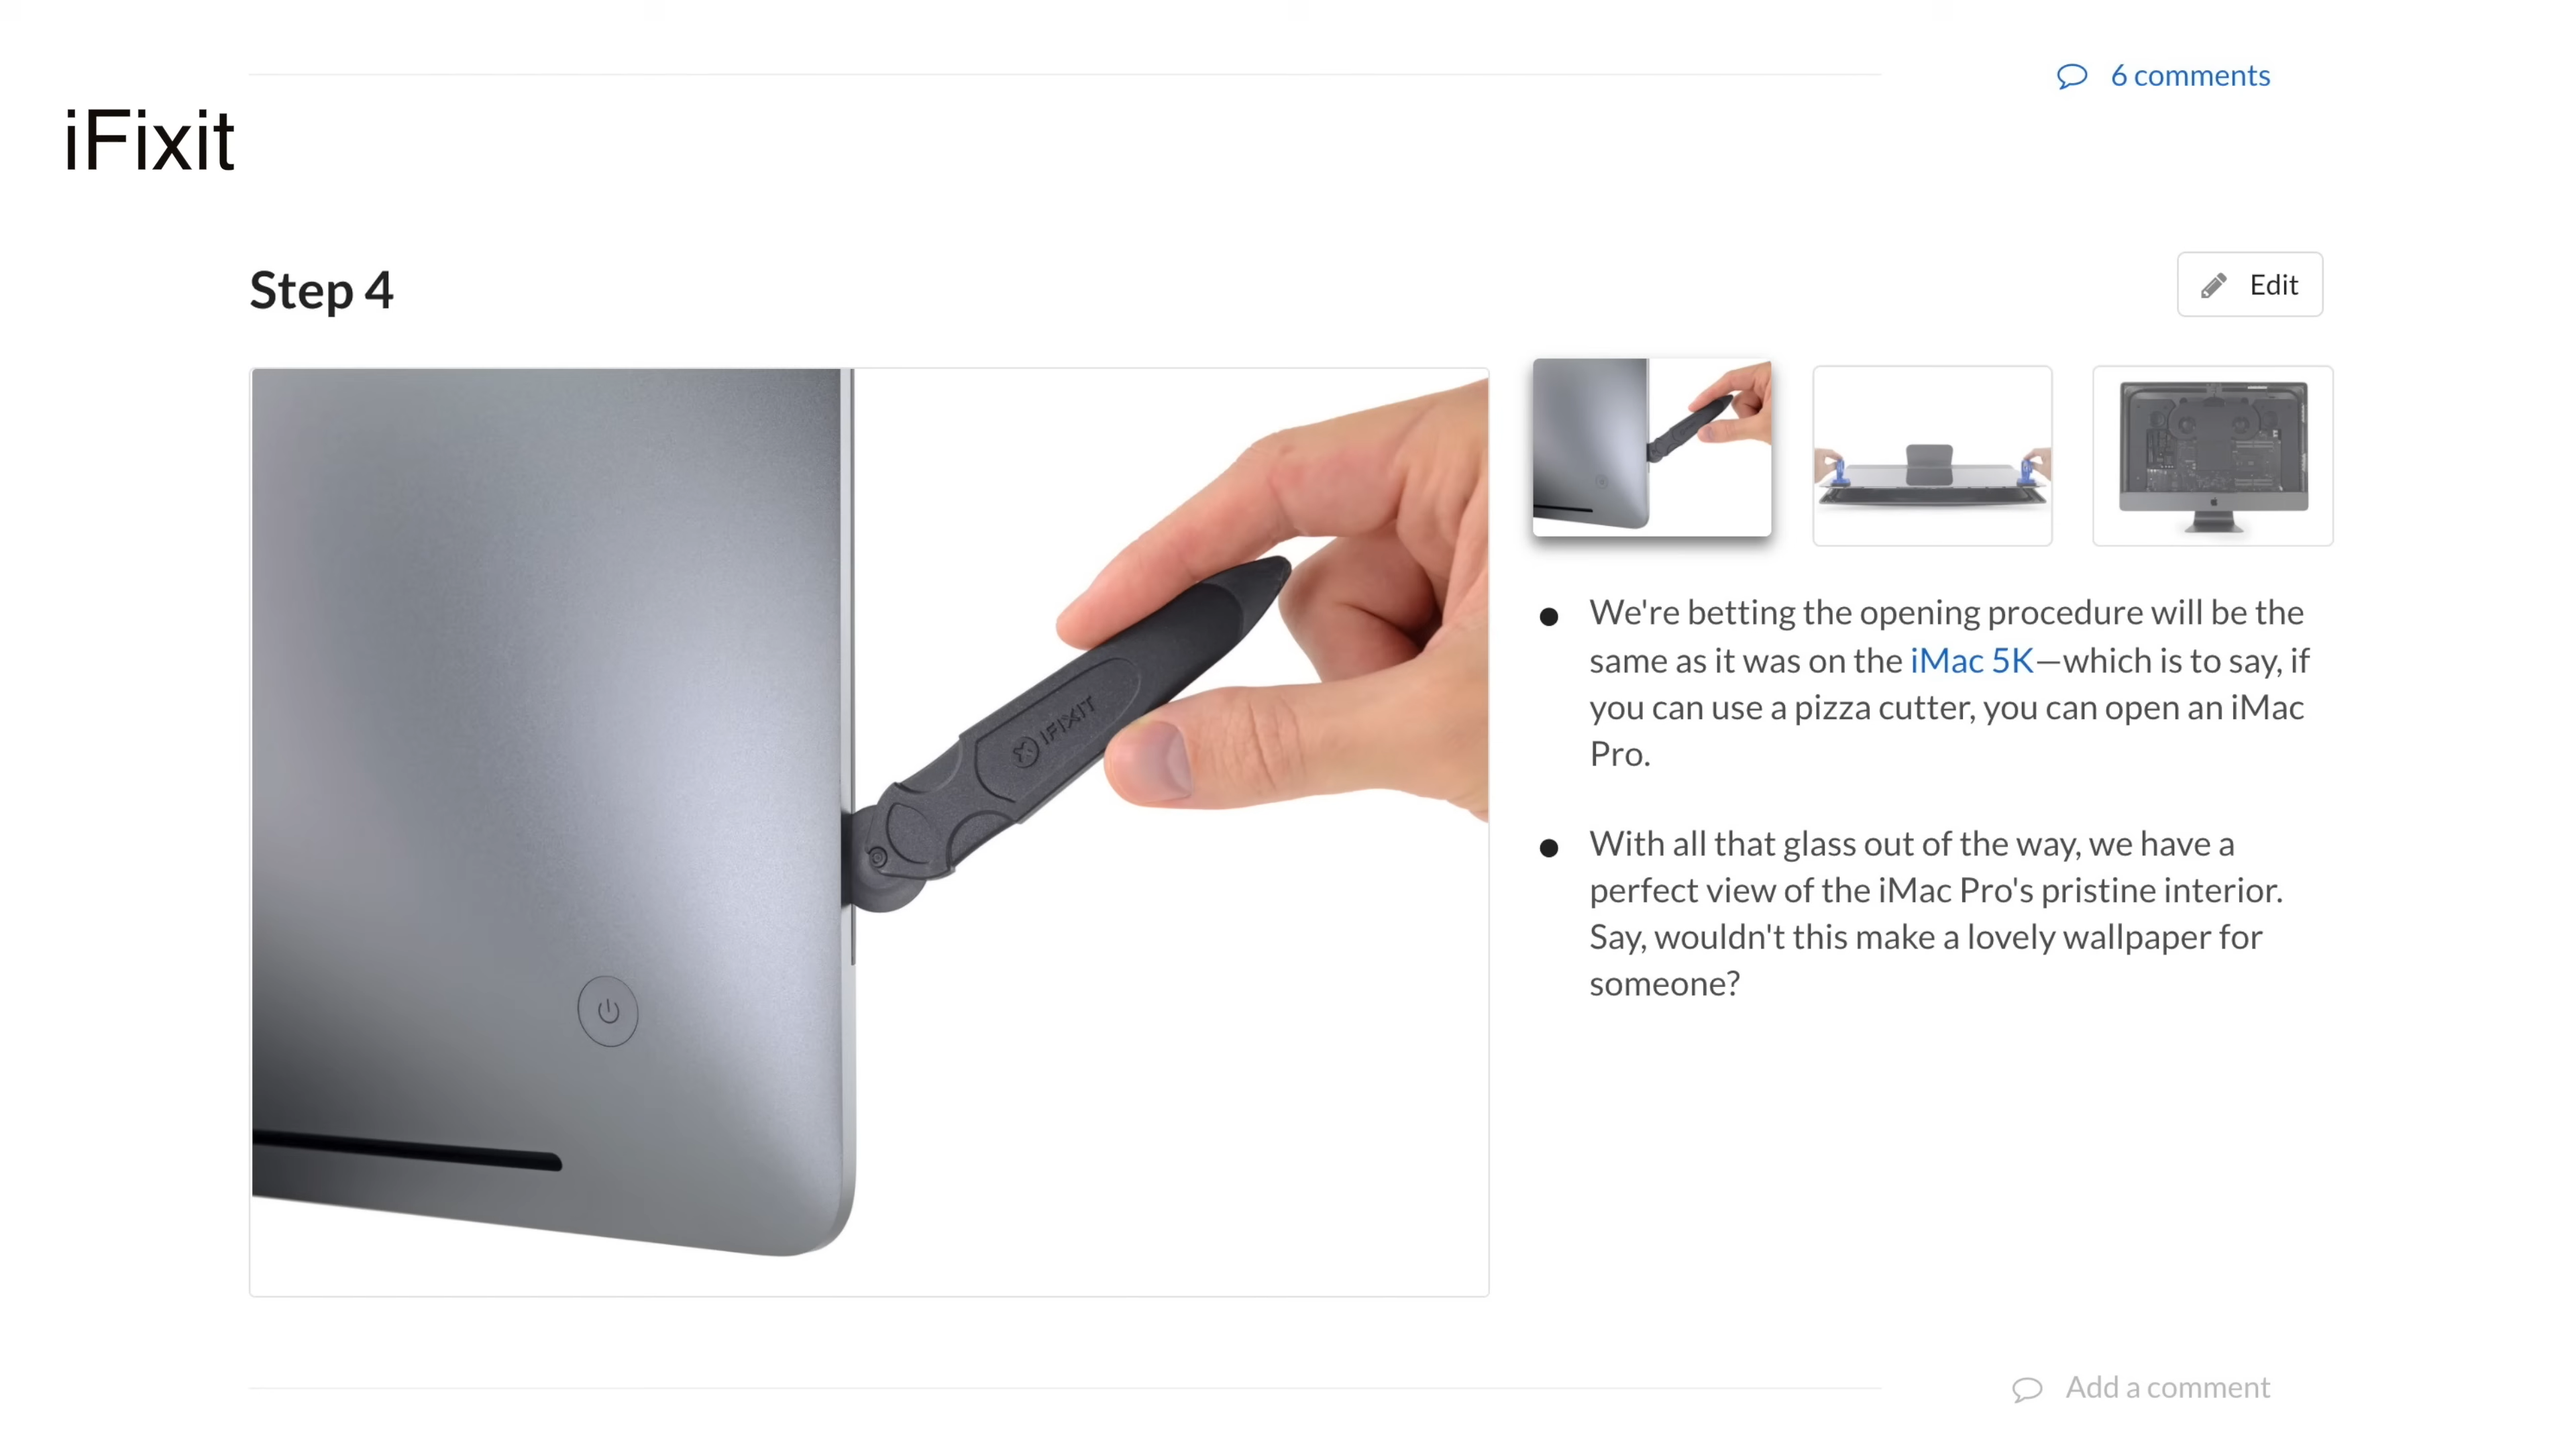 6 comments
iFixit
Step 4
Edit
IFIXIT
We're betting the opening procedure will be the
same as it was on the iMac 5K—which is to say, if
you can use a pizza cutter, you can open an iMac
Pro.
With all that glass out of the way, we have a
perfect view of the iMac Pro's pristine interior.
Say, wouldn't this make a lovely wallpaper for
someone?
Add a comment